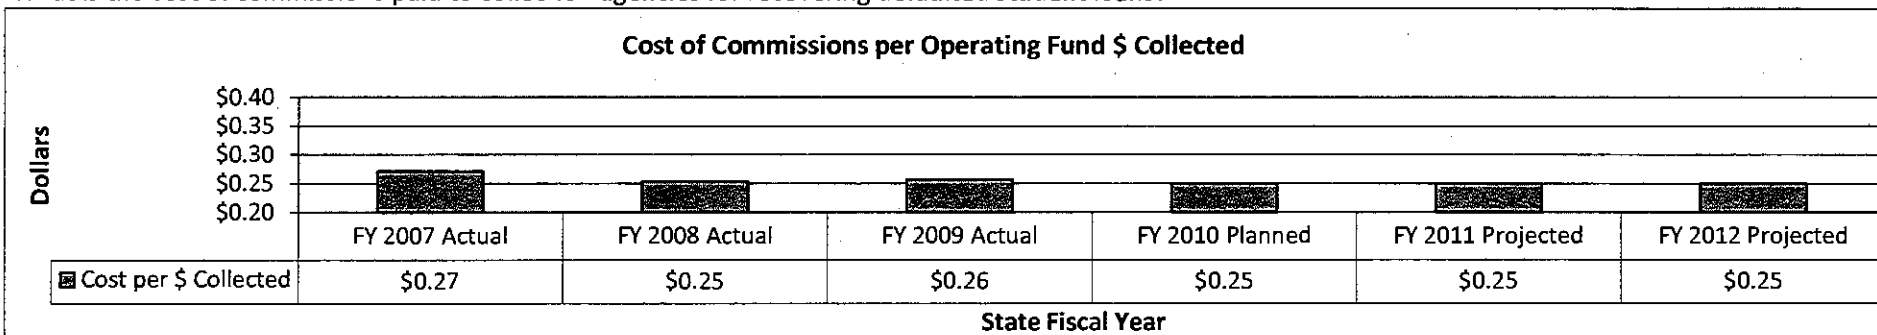 Cost of Commissions per Operating Fund $ Collected
Dollars
$0.40
$0.35
$0.30
$0.25
$0.20
FY 2007 Actual FY 2008 Actual FY 2009 Actual FY 2010 Planned FY 2011 Projected FY 2012 Projected
Cost per $ Collected $0.27 $0.25 $0.26 $0.25 $0.25 $0.25
State Fiscal Year